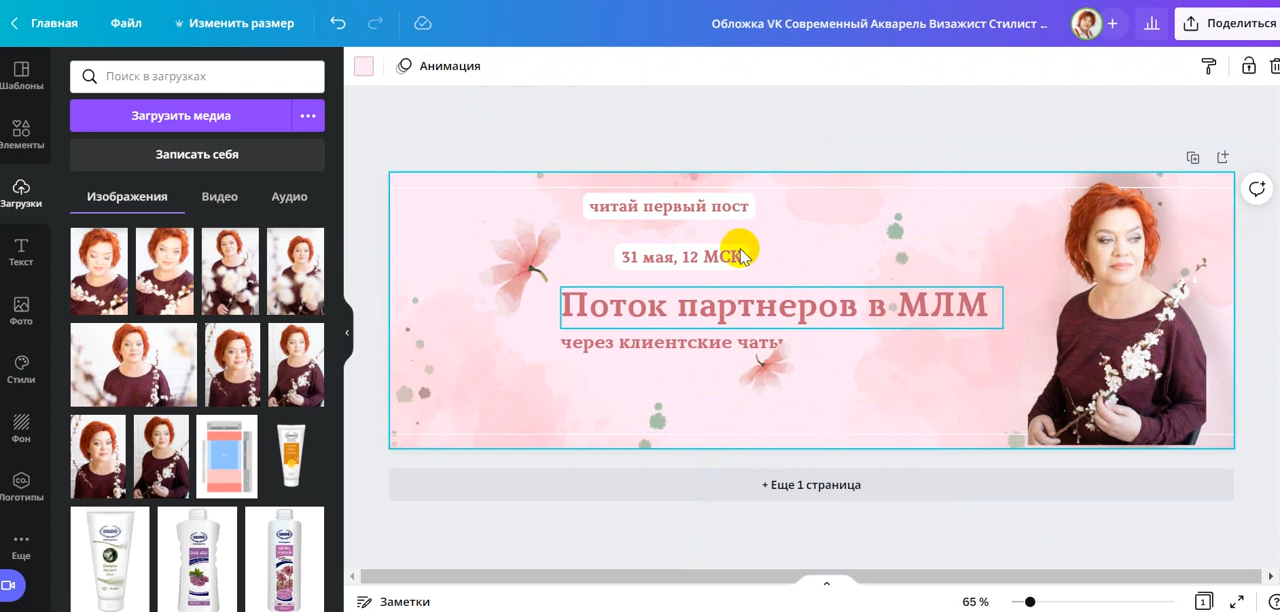 Главная
Файл
Изменить размер
Обложка VK Современный Акварель Визажист Стилист ...
Поделиться
Шаблоны
Элементы
Загрузки
Текст
Фото
Стили
Фон
Логотипы
Еще
Поиск в загрузках
Загрузить медиа
Записать себя
Изображения
Видео
Аудио
Анимация
читай первый пост
31 мая, 12 МСК
Поток партнеров в МЛМ
через клиентские чаты
+ Еще 1 страница
Заметки
65 %
1